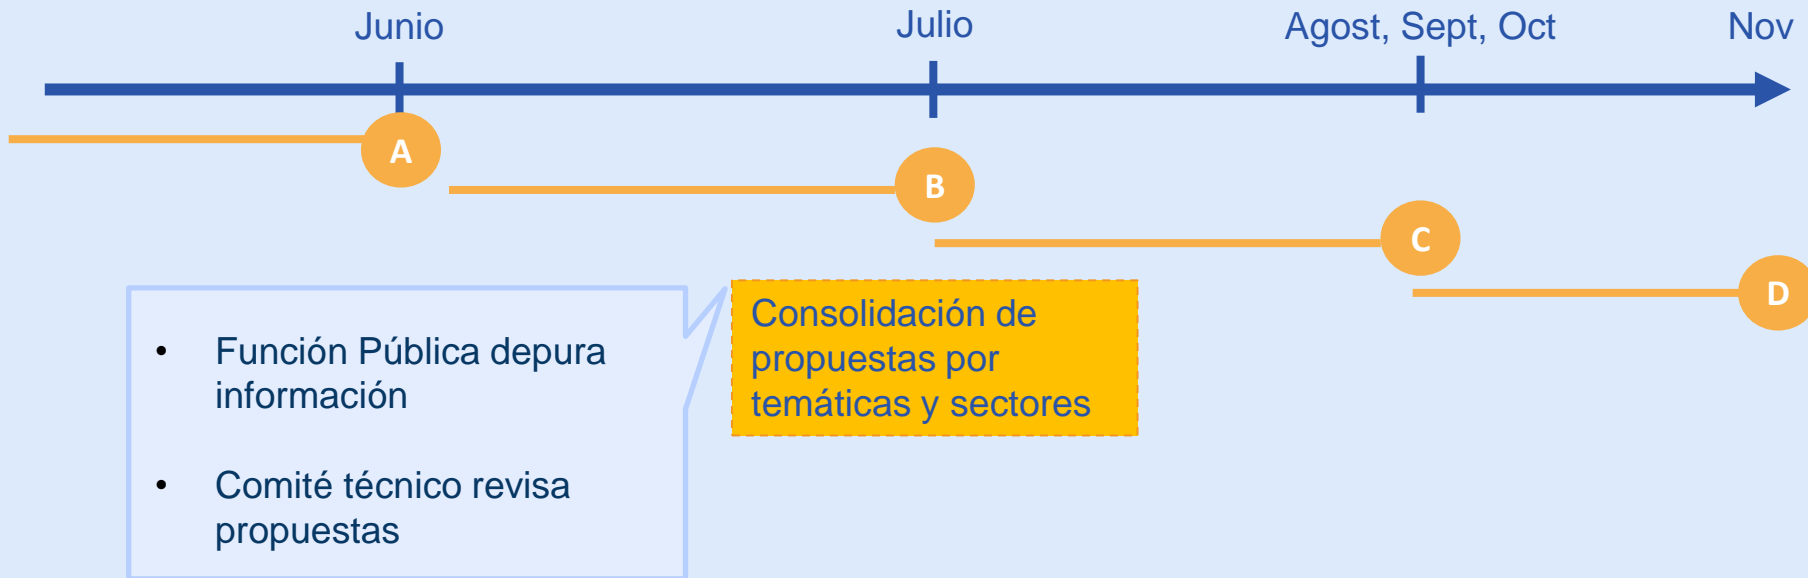 Junio
Julio
Agost, Sept, Oct
Nov
A
B
C
D
• Función Pública depura
información
• Comité técnico revisa
propuestas
Consolidación de
propuestas por
temáticas y sectores